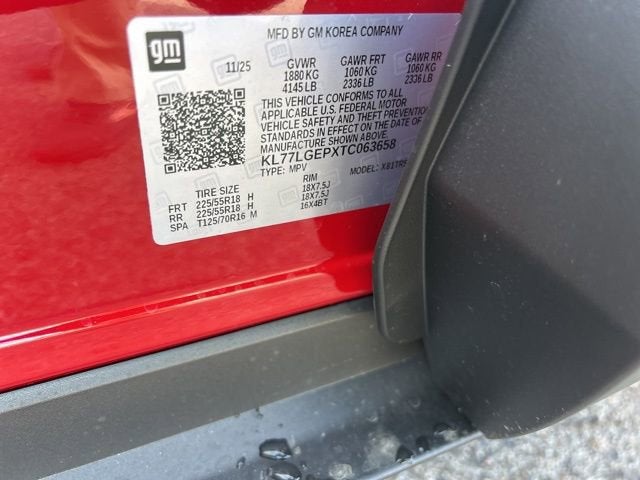 gm
MFD BY GM KOREA COMPANY
11/25 GVWR GAWR FRT GAWR RR
1880 KG 1060 KG 1060 KG
4145 LB 2336 LB 2336 LB
THIS VEHICLE CONFORMS TO ALL
APPLICABLE U.S. FEDERAL MOTOR
VEHICLE SAFETY AND THEFT PREVENTION
STANDARDS IN EFFECT ON THE DATE OF
MANUFACTURE SHOWN ABOVE.
KL77LGEPXTC063658
TYPE: MPV MODEL:
TIRE SIZE RIM
FRT 225/55R18 H 18X7.5J
RR 225/55R18 H 18X7.5J
SPA T125/70R16 M 16X4BT